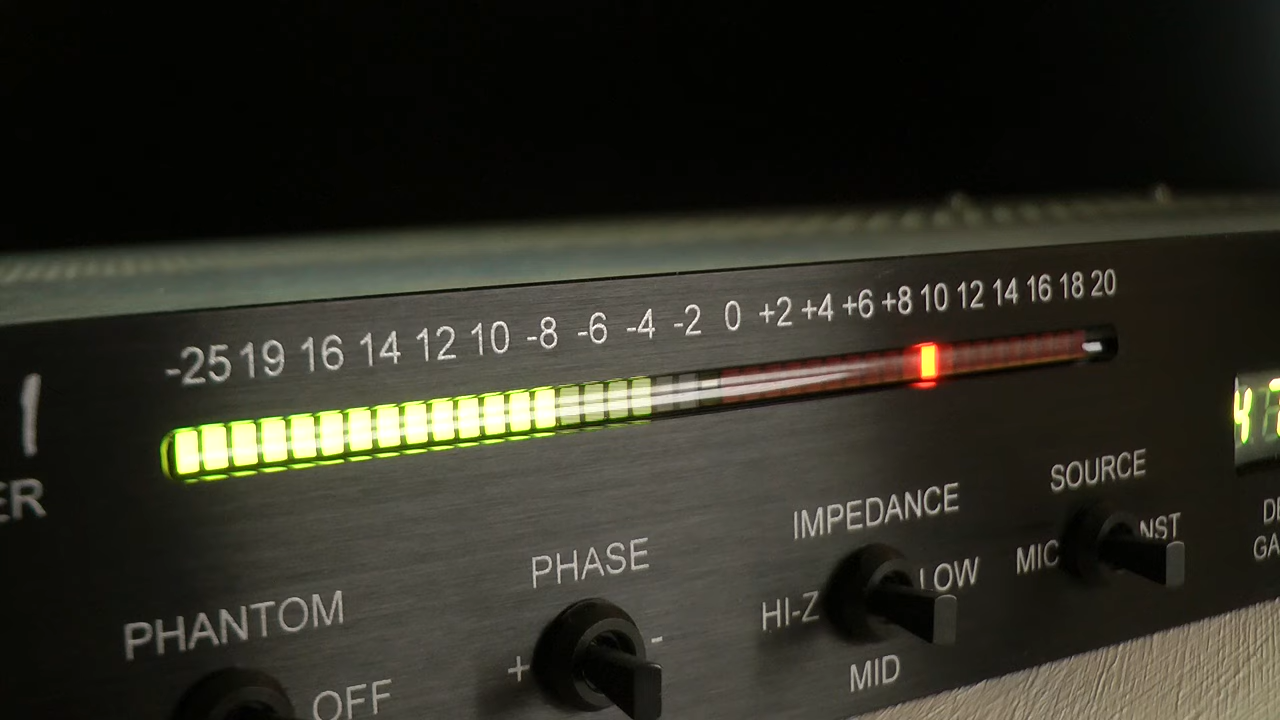 -25 19 16 14 12 10 -8 -6 -4 -2 0 +2 +4 +6 +8 10 12 14 16 18 20
SOURCE
MIC
IMPEDANCE
HI-Z LOW
MID
PHASE
+ -
PHANTOM
OFF